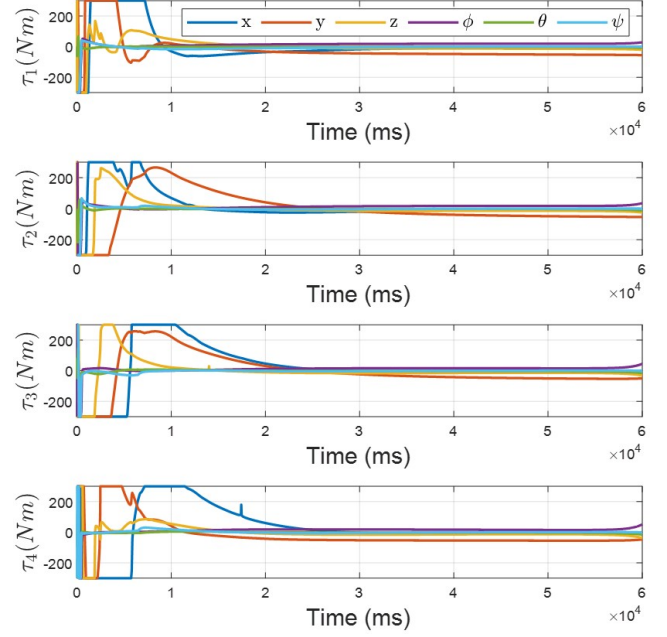 x y z ϕ θ ψ
τ1(Nm)
200
0
-200
0 1 2 3 4 5 6
Time (ms)
×10^4
τ2(Nm)
200
0
-200
0 1 2 3 4 5 6
Time (ms)
×10^4
τ3(Nm)
200
0
-200
0 1 2 3 4 5 6
Time (ms)
×10^4
τ4(Nm)
200
0
-200
0 1 2 3 4 5 6
Time (ms)
×10^4